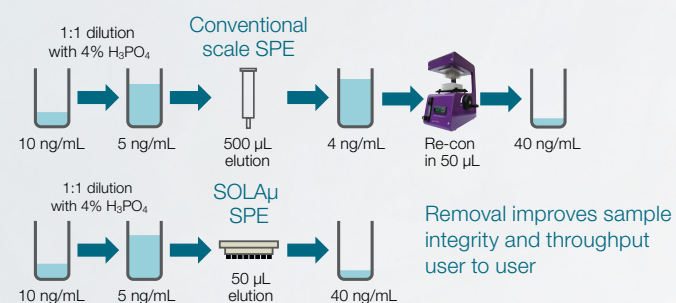 1:1 dilution
with 4% H₃PO₄
Conventional
scale SPE
10 ng/mL
5 ng/mL
500 µL
elution
4 ng/mL
Re-con
in 50 µL
40 ng/mL
1:1 dilution
with 4% H₃PO₄
SOLAµ
SPE
10 ng/mL
5 ng/mL
50 µL
elution
40 ng/mL
Removal improves sample
integrity and throughput
user to user